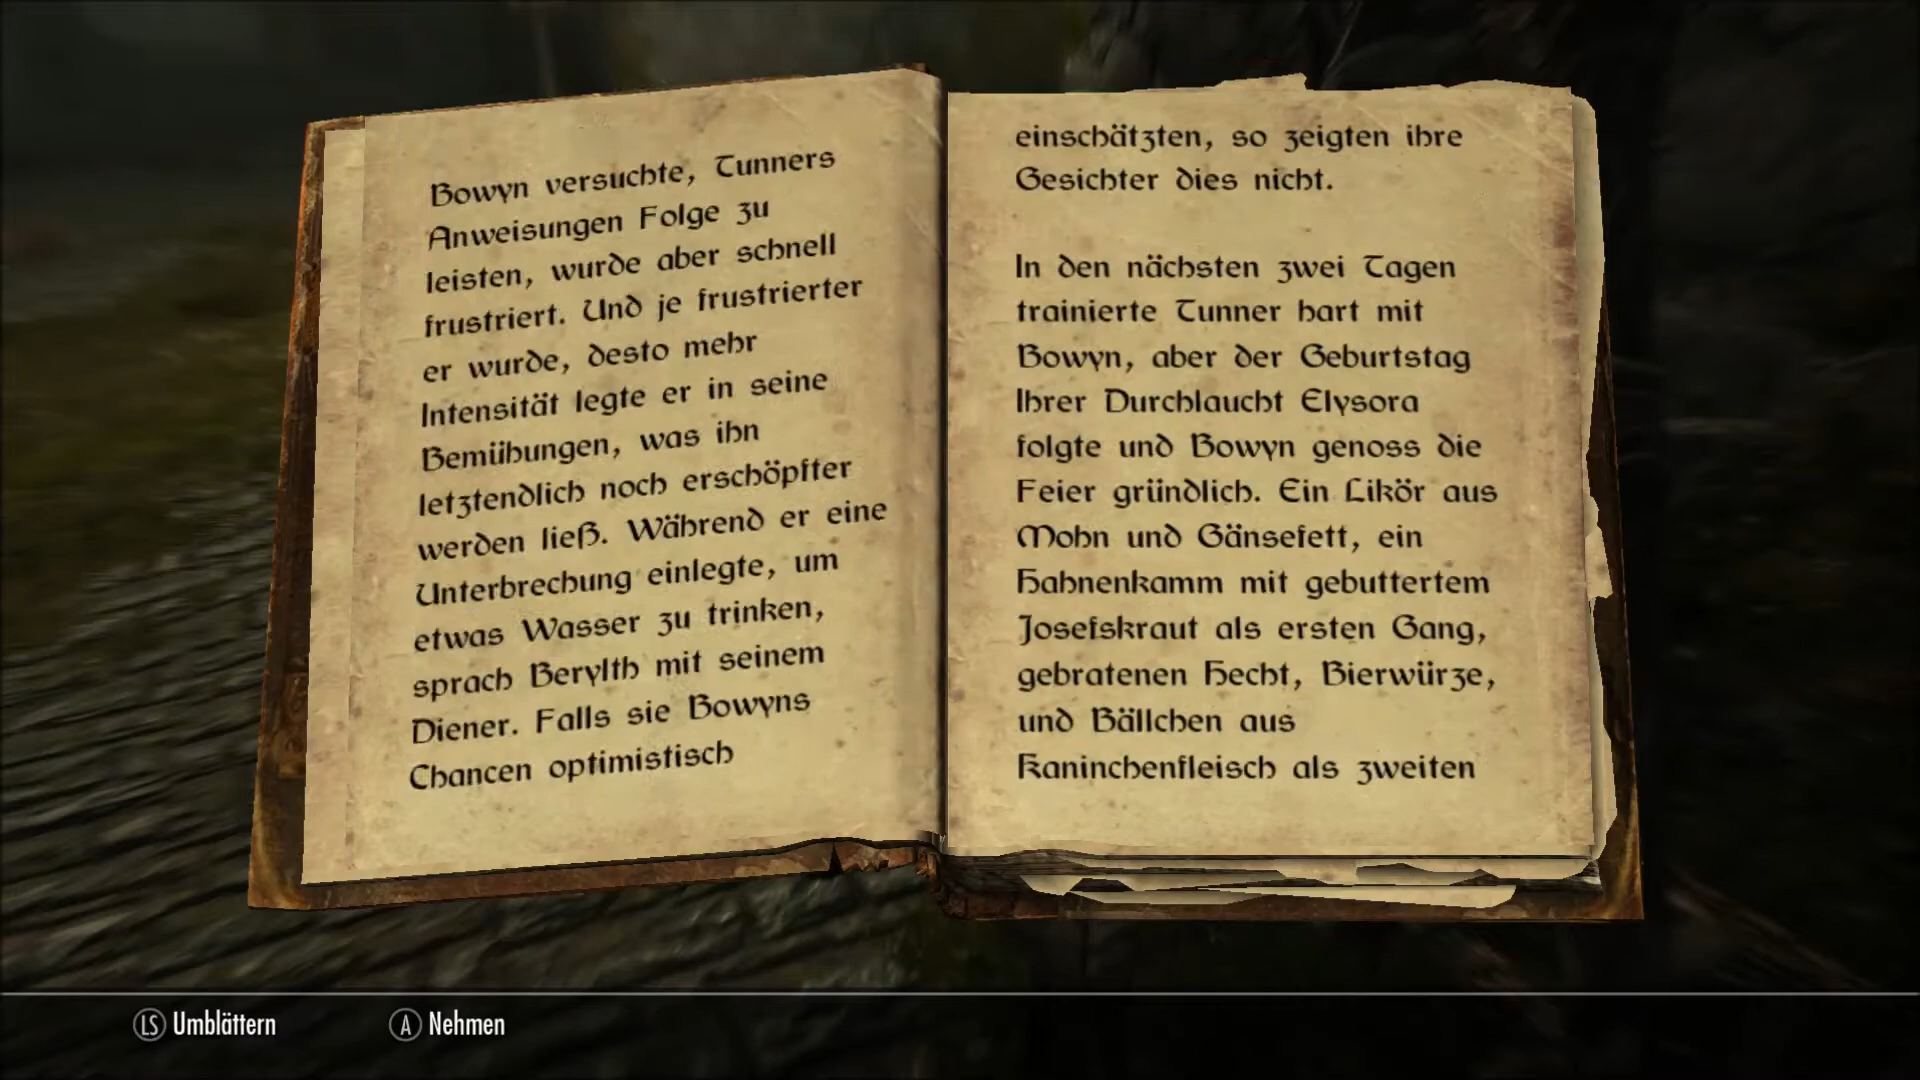 Bowyn versuchte, Tunners
Anweisungen Folge zu
leisten, wurde aber schnell
frustriert. Und je frustrierter
er wurde, desto mehr
Intensität legte er in seine
Bemühungen, was ihn
letztendlich noch erschöpfter
werden ließ. Während er eine
Unterbrechung einlegte, um
etwas Wasser zu trinken,
sprach Berylth mit seinem
Diener. Falls sie Bowyns
Chancen optimistisch
einschätzten, so zeigten ihre
Gesichter dies nicht.
In den nächsten zwei Tagen
trainierte Tunner hart mit
Bowyn, aber der Geburtstag
Ihrer Durchlaucht Elysora
folgte und Bowyn genoss die
Feier gründlich. Ein Likör aus
Mohn und Gänsefett, ein
Hahnenkamm mit gebuttertem
Josefskraut als ersten Gang,
gebratenen Hecht, Bierwürze,
und Bällchen aus
Kaninchenfleisch als zweiten
LS Umblättern
A Nehmen